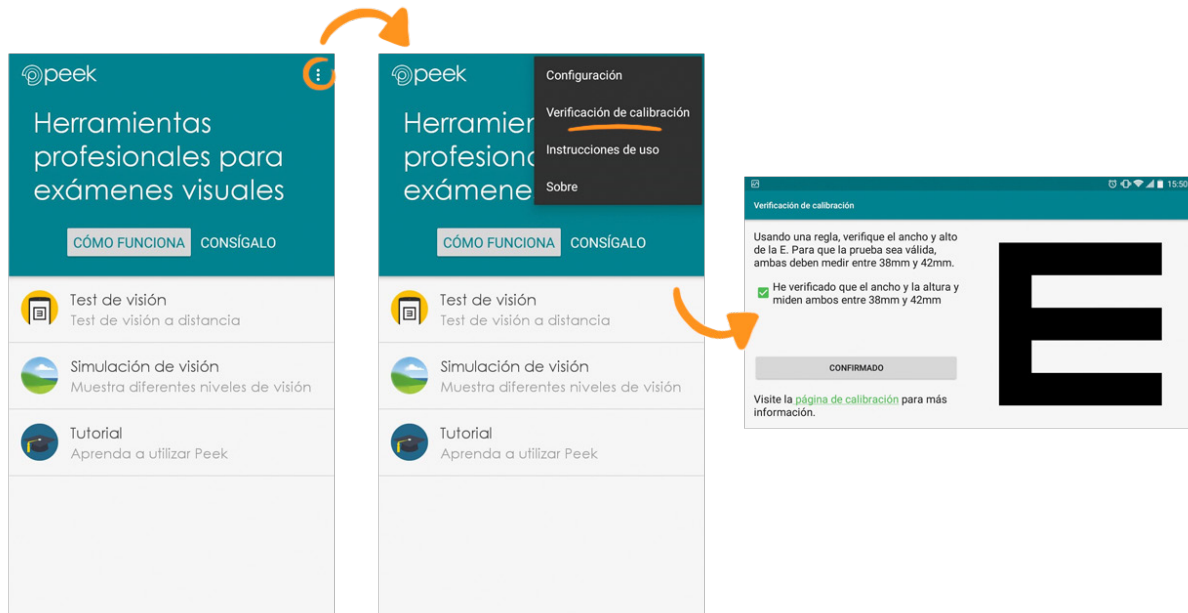 peek
Herramientas
profesionales para
exámenes visuales
CÓMO FUNCIONA CONSÍGALO
Test de visión
Test de visión a distancia
Simulación de visión
Muestra diferentes niveles de visión
Tutorial
Aprenda a utilizar Peek
peek
Herramien
profesiona
exámene
Configuración
Verificación de calibración
Instrucciones de uso
Sobre
CÓMO FUNCIONA CONSÍGALO
Test de visión
Test de visión a distancia
Simulación de visión
Muestra diferentes niveles de visión
Tutorial
Aprenda a utilizar Peek
15:50
Verificación de calibración
Usando una regla, verifique el ancho y alto
de la E. Para que la prueba sea válida,
ambas deben medir entre 38mm y 42mm.
He verificado que el ancho y la altura y
miden ambos entre 38mm y 42mm
CONFIRMADO
Visite la página de calibración para más
información.
E